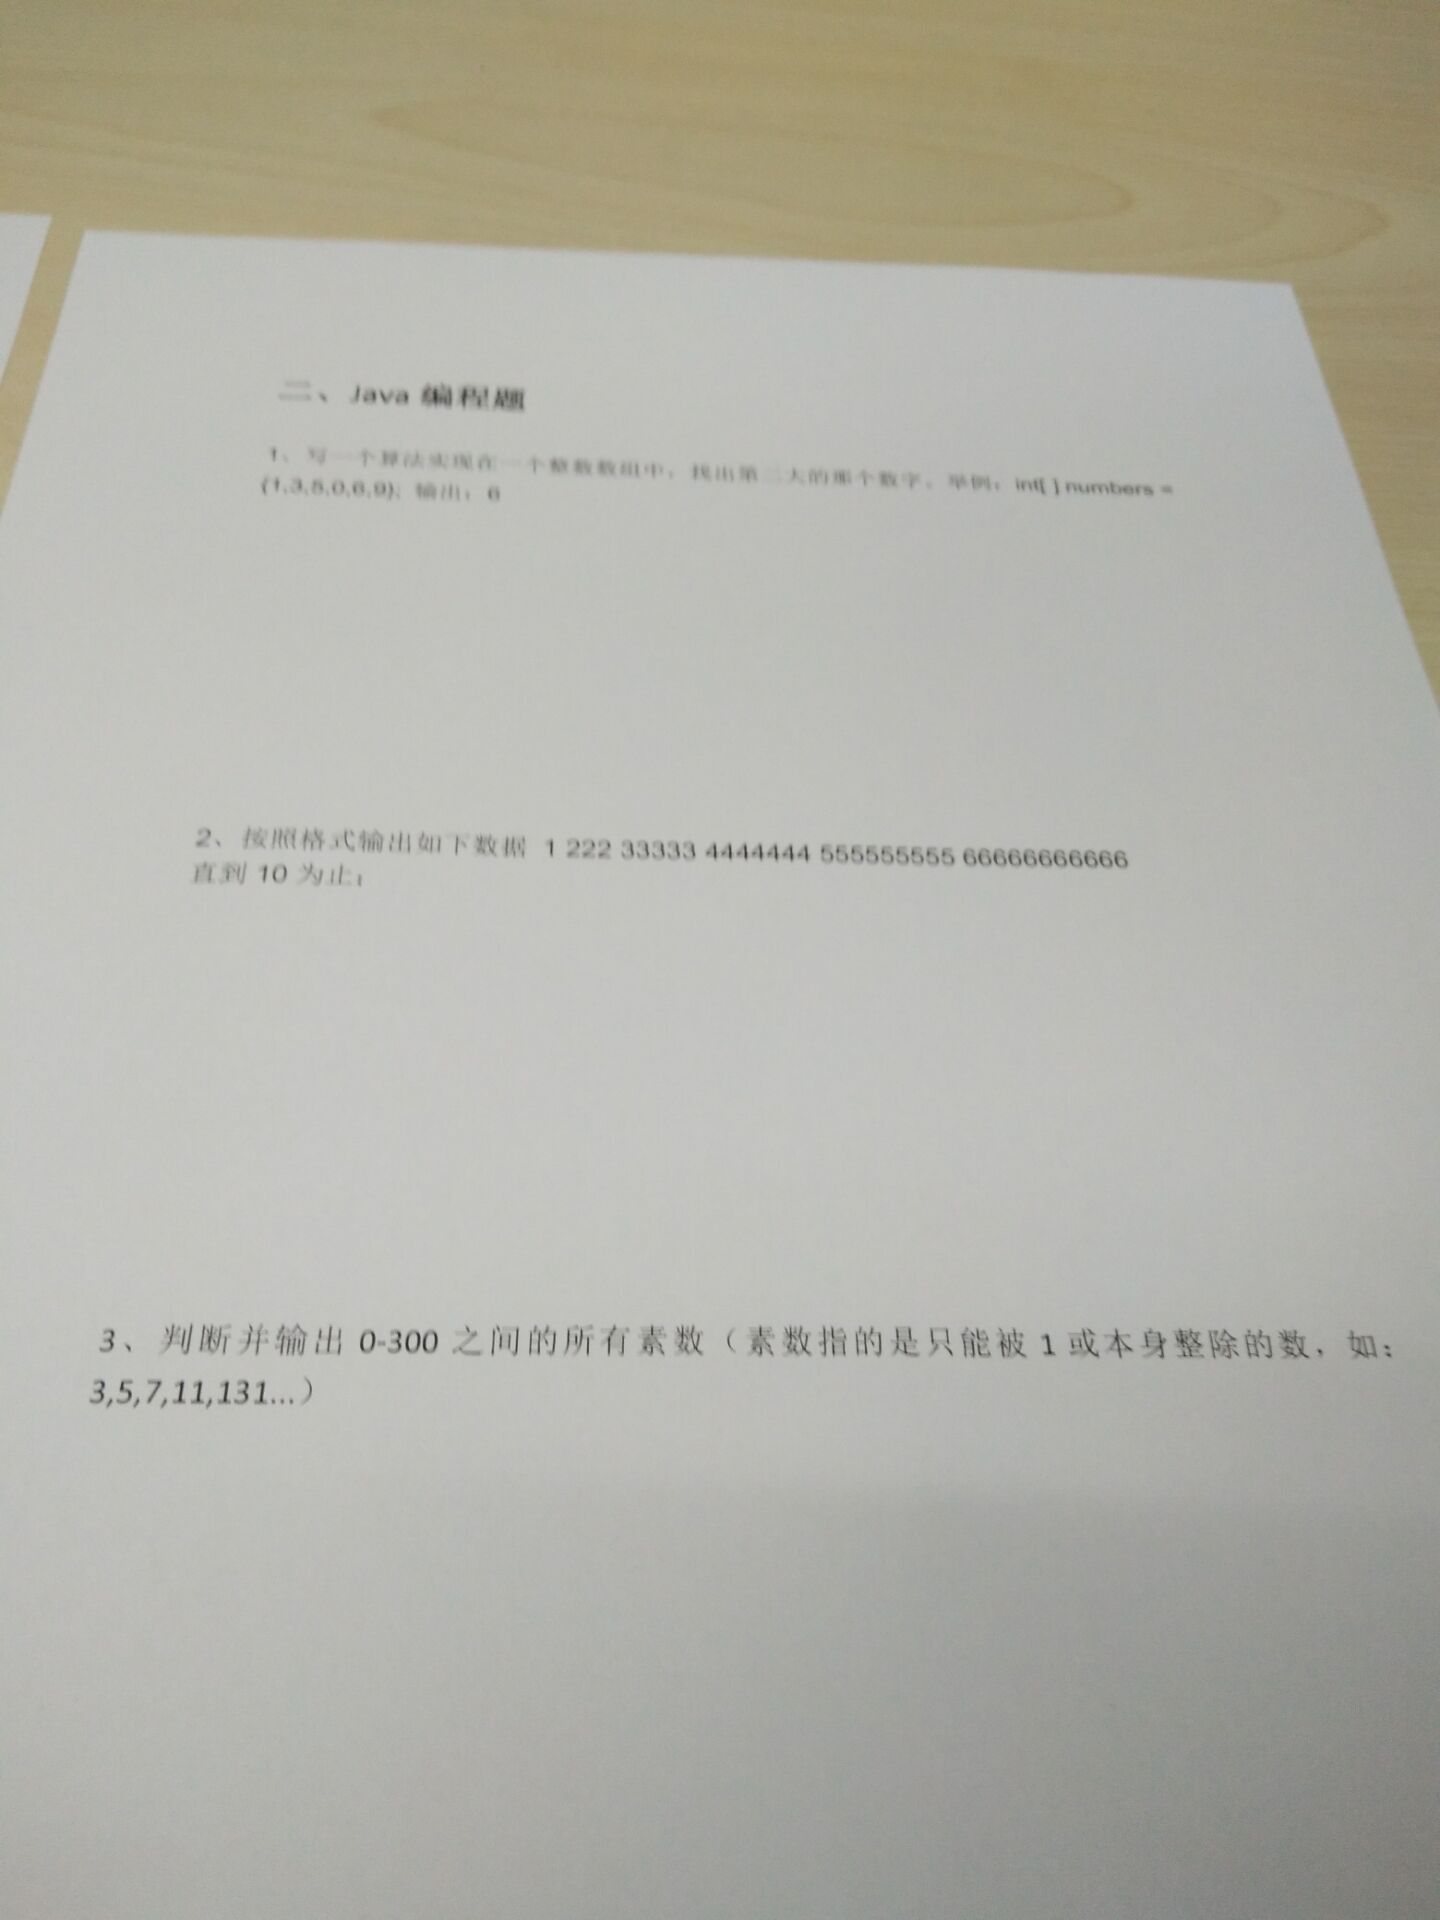 二、Java 编程题
1、写一个算法实现在一个整数数组中，找出第二大的那个数字。举例：int[ ] numbers =
{1,3,5,0,6,9}; 输出：6
2、按照格式输出如下数据 1 222 33333 4444444 555555555 66666666666
直到 10 为止；
3、判断并输出 0-300 之间的所有素数（素数指的是只能被 1 或本身整除的数，如：
3,5,7,11,131...）